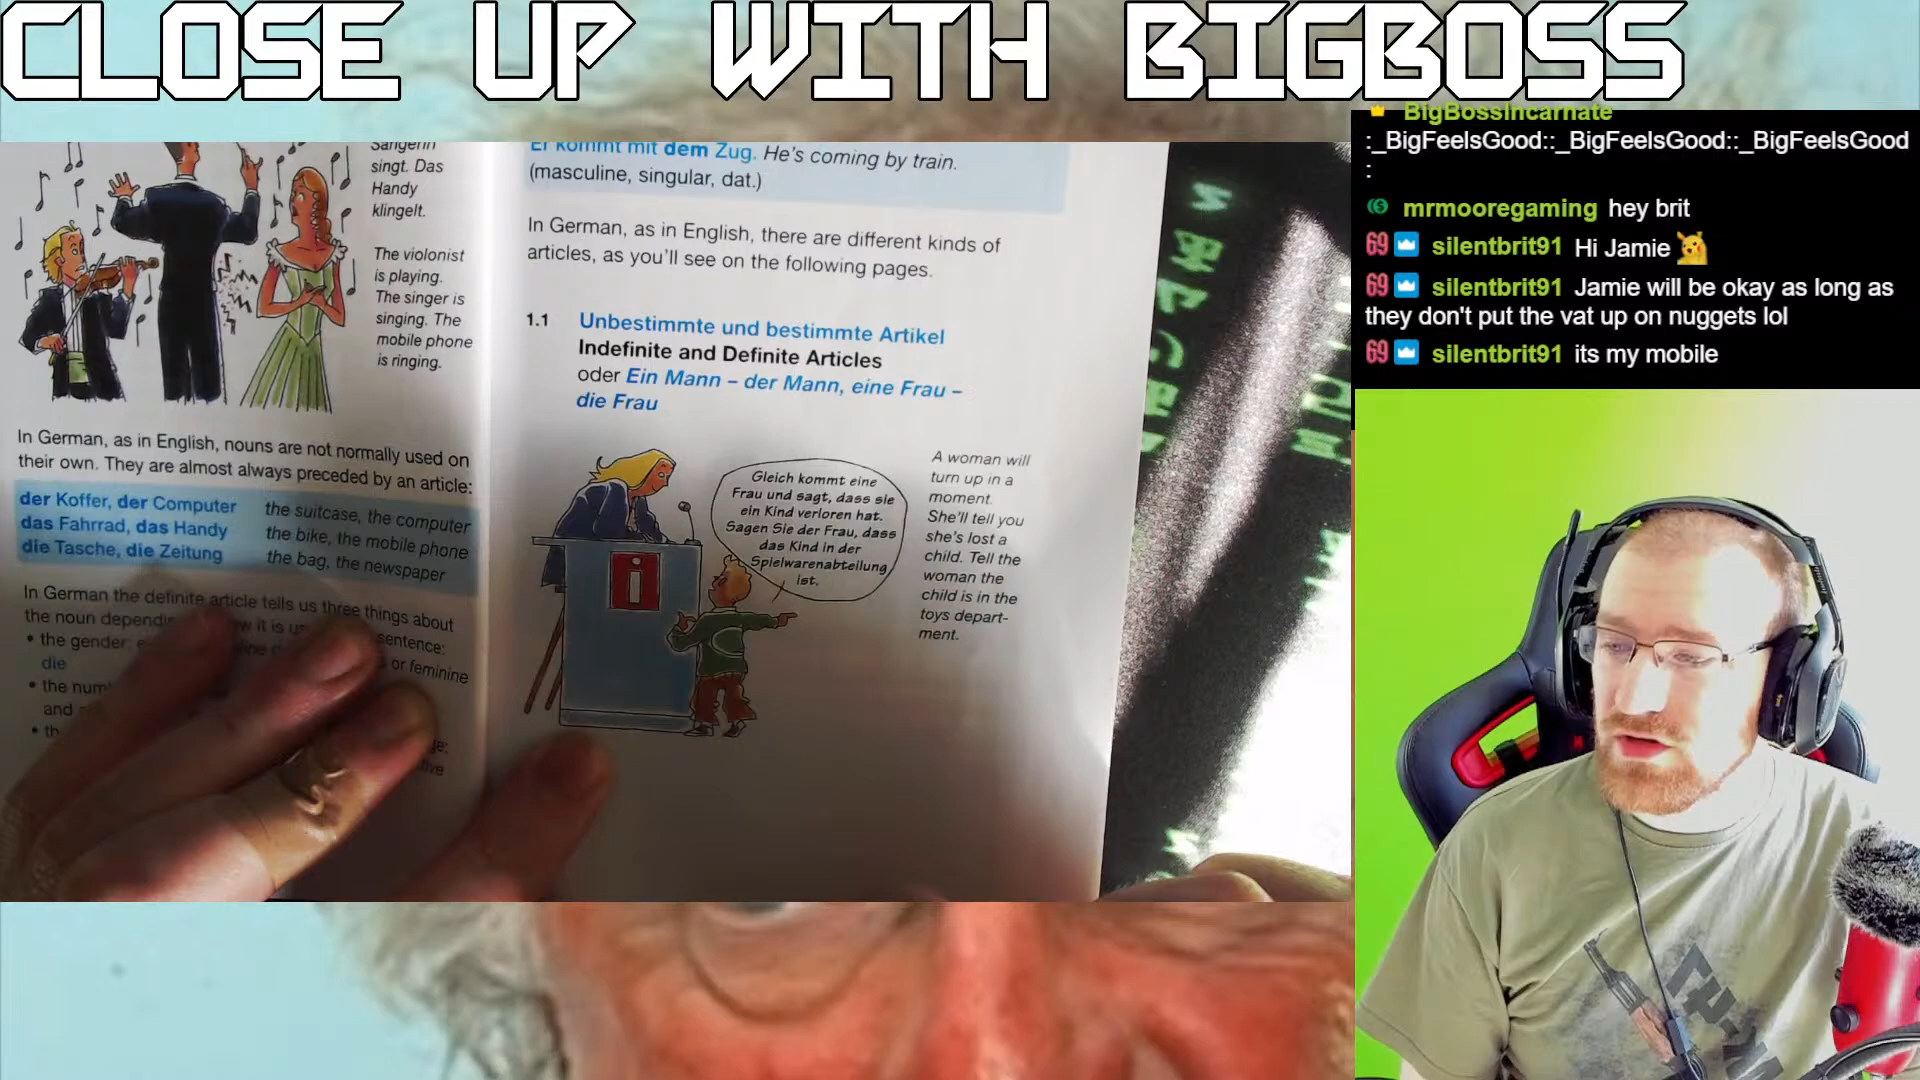 CLOSE UP WITH BIGBOSS
BigBossIncarnate
:_BigFeelsGood::_BigFeelsGood::_BigFeelsGood
:
mrmooregaming hey brit
69 silentbrit91 Hi Jamie
69 silentbrit91 Jamie will be okay as long as
they don't put the vat up on nuggets lol
69 silentbrit91 its my mobile
Sängerin
singt. Das
Handy
klingelt.
The violonist
is playing.
The singer is
singing. The
mobile phone
is ringing.
In German, as in English, nouns are not normally used on
their own. They are almost always preceded by an article:
der Koffer, der Computer the suitcase, the computer
das Fahrrad, das Handy the bike, the mobile phone
die Tasche, die Zeitung the bag, the newspaper
In German the definite article tells us three things about
the noun it is sentence:
• the gender: or feminine
die
• the
and
•
Er kommt mit dem Zug. He's coming by train.
(masculine, singular, dat.)
In German, as in English, there are different kinds of
articles, as you'll see on the following pages.
1.1 Unbestimmte und bestimmte Artikel
Indefinite and Definite Articles
oder Ein Mann – der Mann, eine Frau –
die Frau
Gleich kommt eine
Frau und sagt, dass sie
ein Kind verloren hat.
Sagen Sie der Frau, dass
das Kind in der
Spielwarenabteilung
ist.
i
A woman will
turn up in a
moment.
She'll tell you
she's lost a
child. Tell the
woman the
child is in the
toys depart-
ment.